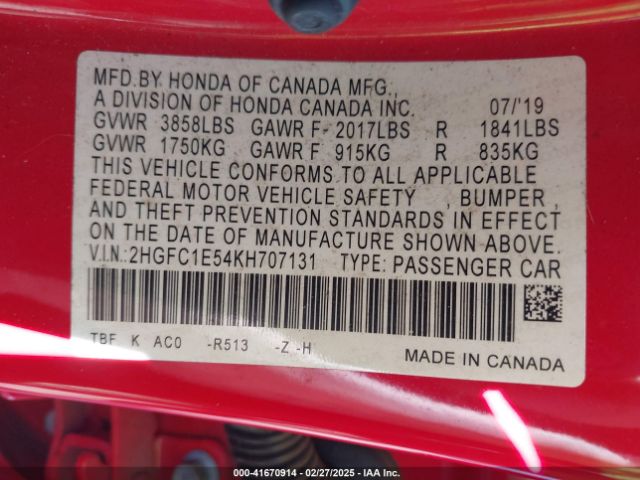 MFD.BY HONDA OF CANADA MFG.,
A DIVISION OF HONDA CANADA INC. 07/'19
GVWR 3858LBS GAWR F 2017LBS R 1841LBS
GVWR 1750KG GAWR F 915KG R 835KG
THIS VEHICLE CONFORMS TO ALL APPLICABLE
FEDERAL MOTOR VEHICLE SAFETY , BUMPER ,
AND THEFT PREVENTION STANDARDS IN EFFECT
ON THE DATE OF MANUFACTURE SHOWN ABOVE.
V.I.N.: 2HGFC1E54KH707131 TYPE: PASSENGER CAR
TBF K AC0 -R513 -Z -H
MADE IN CANADA
000-41670914 | 02/27/2025 | IAA Inc.